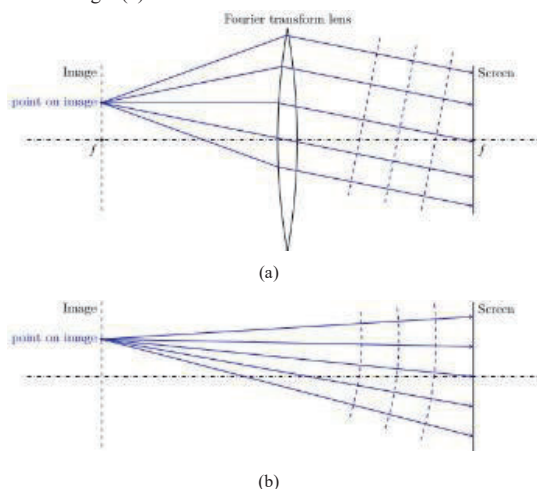 Fourier transform lens
Image
Screen
point on image
f
f
(a)
Image
Screen
point on image
(b)